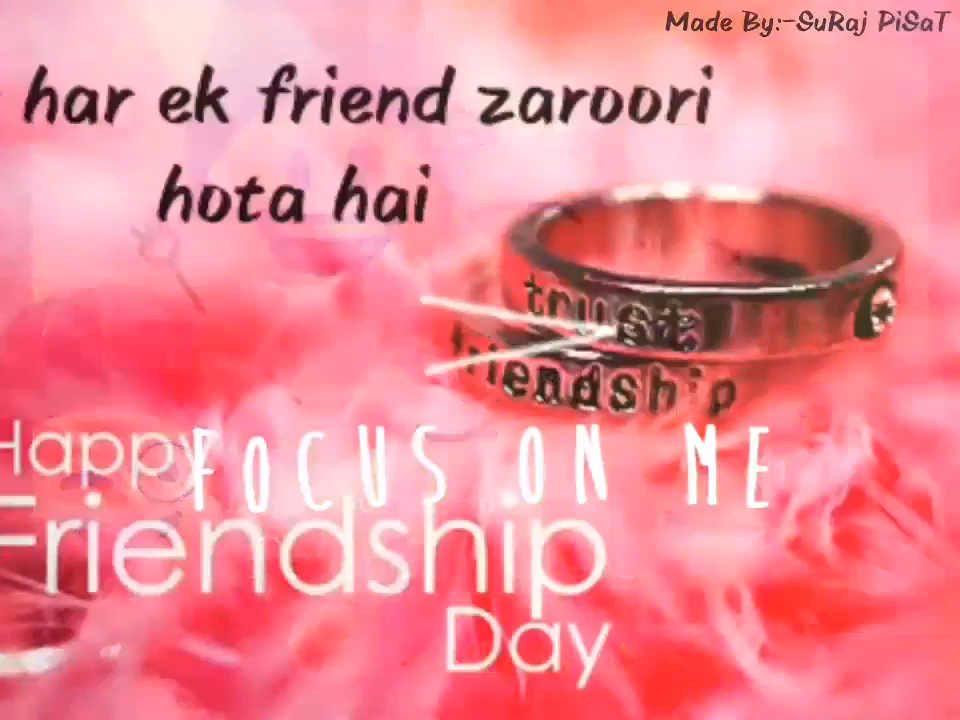 Made By:-SuRaj PiSaT
har ek friend zaroori
hota hai
trust
friendship
FOCUS ON ME
Happy
Friendship
Day